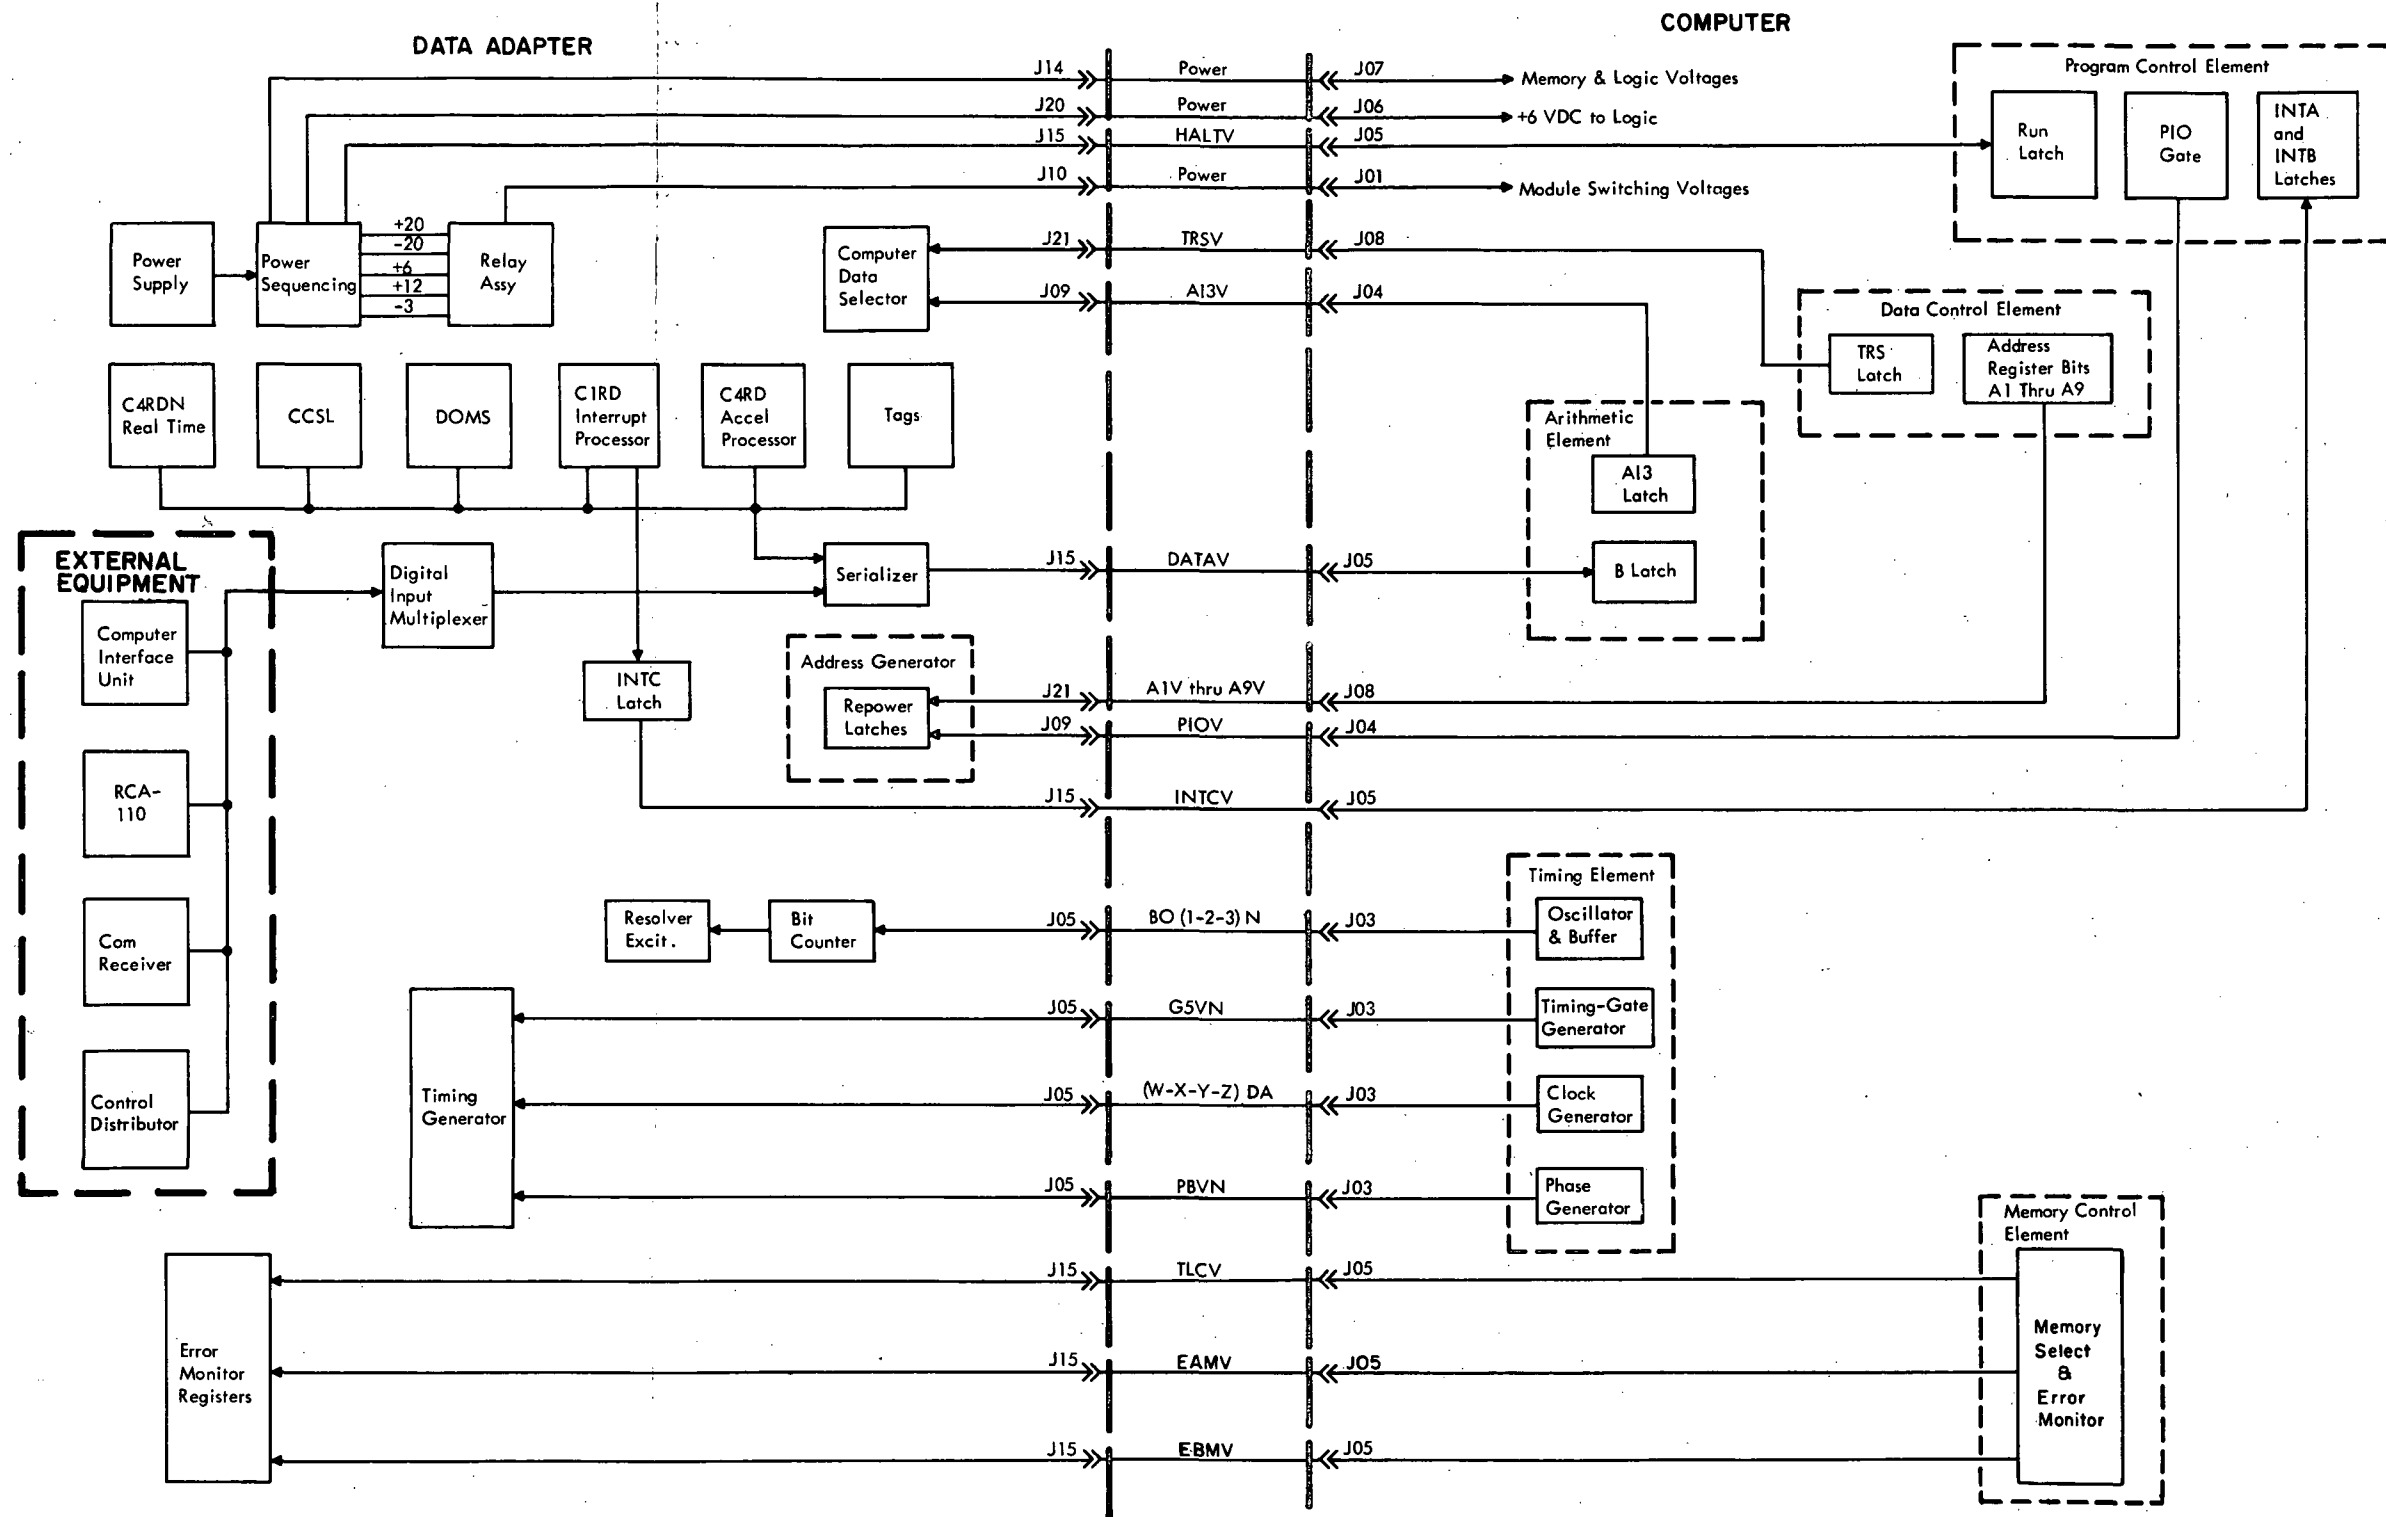 DATA ADAPTER
COMPUTER
J14 Power J07 Memory & Logic Voltages
J20 Power J06 +6 VDC to Logic
J15 HALTV J05
J10 Power J01 Module Switching Voltages
Program Control Element
Run
Latch
PIO
Gate
INTA
and
INTB
Latches
Power
Supply
Power
Sequencing
+20
-20
+6
+12
-3
Relay
Assy
Computer
Data
Selector
J21 TRSV J08
J09 AI3V J04
Data Control Element
TRS
Latch
Address
Register Bits
A1 Thru A9
C4RDN
Real Time
CCSL
DOMS
C1RD
Interrupt
Processor
C4RD
Accel
Processor
Tags
Arithmetic
Element
AI3
Latch
B Latch
EXTERNAL
EQUIPMENT
Computer
Interface
Unit
RCA-
110
Com
Receiver
Control
Distributor
Digital
Input
Multiplexer
Serializer
J15 DATAV J05
INTC
Latch
Address Generator
Repower
Latches
J21 A1V thru A9V J08
J09 PIOV J04
J15 INTCV J05
Timing Element
Resolver
Excit.
Bit
Counter
J05 BO (1-2-3) N J03
Oscillator
& Buffer
Timing
Generator
J05 G5VN J03
Timing-Gate
Generator
J05 (W-X-Y-Z) DA J03
Clock
Generator
J05 PBVN J03
Phase
Generator
Memory Control
Element
Error
Monitor
Registers
J15 TLCV J05
J15 EAMV J05
J15 EBMV J05
Memory
Select
&
Error
Monitor